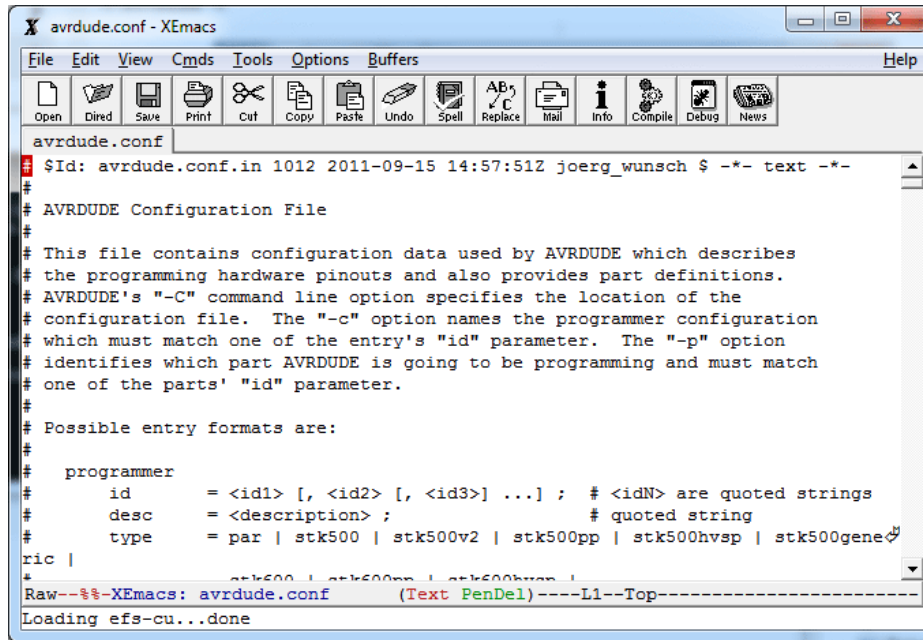 avrdude.conf - XEmacs
File Edit View Cmds Tools Options Buffers Help
Open Dired Save Print Cut Copy Paste Undo Spell Replace Mail Info Compile Debug News
avrdude.conf
# $Id: avrdude.conf.in 1012 2011-09-15 14:57:51Z joerg_wunsch $ -*- text -*-
#
# AVRDUDE Configuration File
#
# This file contains configuration data used by AVRDUDE which describes
# the programming hardware pinouts and also provides part definitions.
# AVRDUDE's "-C" command line option specifies the location of the
# configuration file.  The "-c" option names the programmer configuration
# which must match one of the entry's "id" parameter.  The "-p" option
# identifies which part AVRDUDE is going to be programming and must match
# one of the parts' "id" parameter.
#
# Possible entry formats are:
#
#   programmer
#       id       = <id1> [, <id2> [, <id3>] ...] ;  # <idN> are quoted strings
#       desc     = <description> ;                  # quoted string
#       type     = par | stk500 | stk500v2 | stk500pp | stk500hvsp | stk500gene
ric |
# stk600 | stk600pp | stk600hvsp |
Raw--%%-XEmacs: avrdude.conf      (Text PenDel)----L1--Top------------------------
Loading efs-cu...done